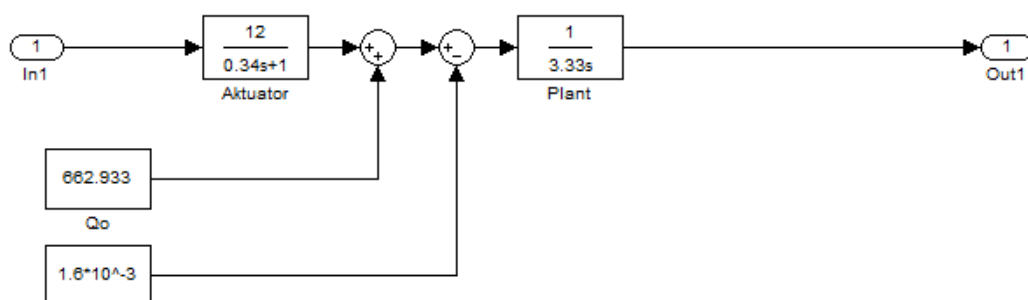 1
In1
12
0.34s+1
Aktuator
+
+
+
−
1
3.33s
Plant
1
Out1
662.933
Qo
1.6*10^-3